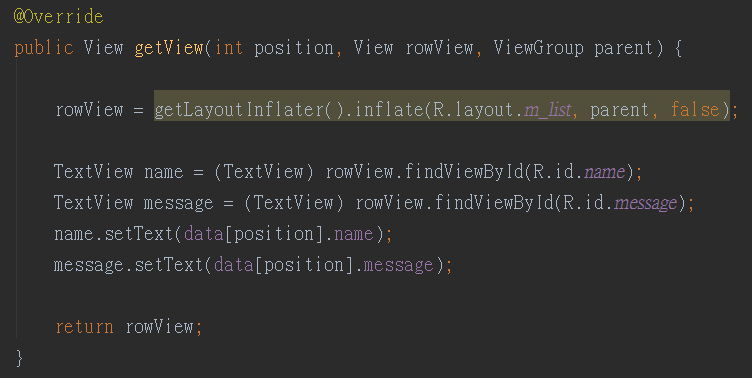 @Override
public View getView(int position, View rowView, ViewGroup parent) {
rowView = getLayoutInflater().inflate(R.layout.m_list, parent, false);
TextView name = (TextView) rowView.findViewById(R.id.name);
TextView message = (TextView) rowView.findViewById(R.id.message);
name.setText(data[position].name);
message.setText(data[position].message);
return rowView;
}